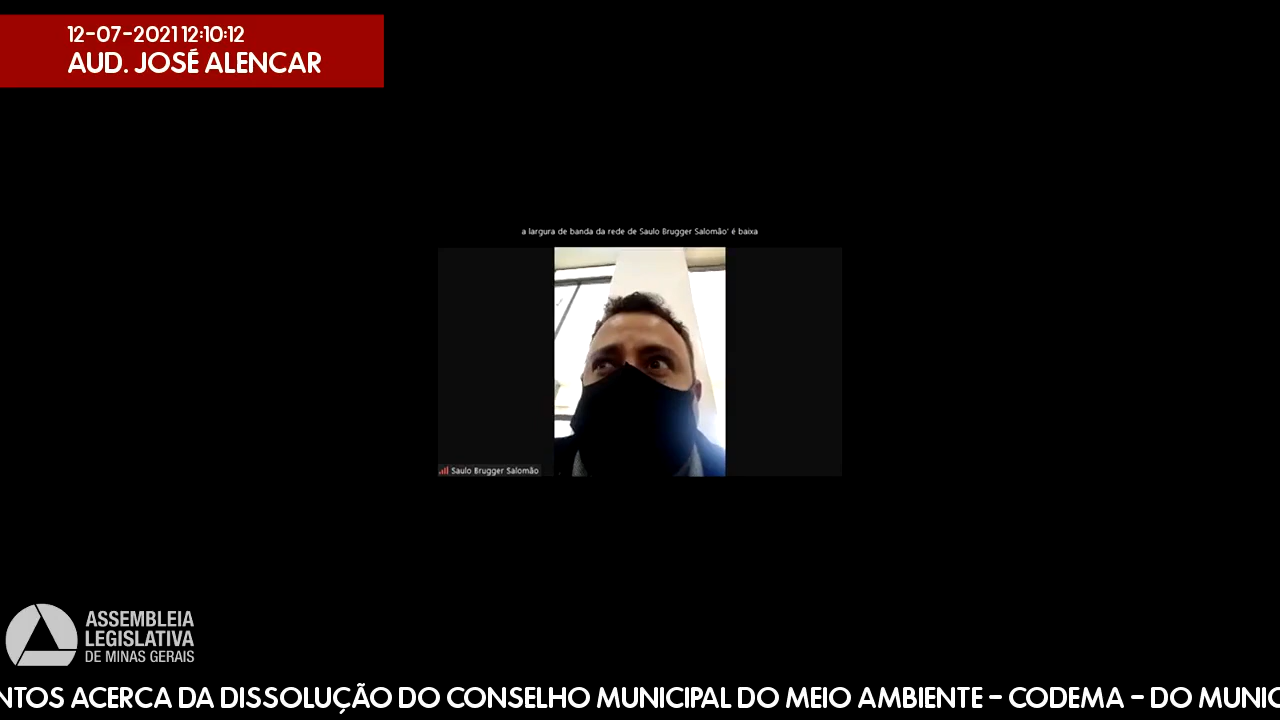 12-07-2021 12:10:12
AUD. JOSÉ ALENCAR
a largura de banda da rede de Saulo Brugger Salomão' é baixa
Saulo Brugger Salomão
ASSEMBLEIA
LEGISLATIVA
DE MINAS GERAIS
NTOS ACERCA DA DISSOLUÇÃO DO CONSELHO MUNICIPAL DO MEIO AMBIENTE - CODEMA - DO MUNIC